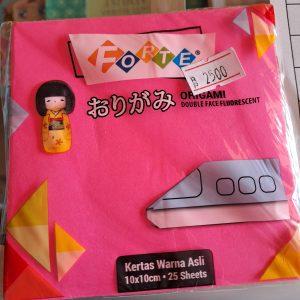 FORTE
2500
おりがみ
ORIGAMI
DOUBLE FACE FLUORESCENT
Kertas Warna Asli
10x10cm • 25 Sheets